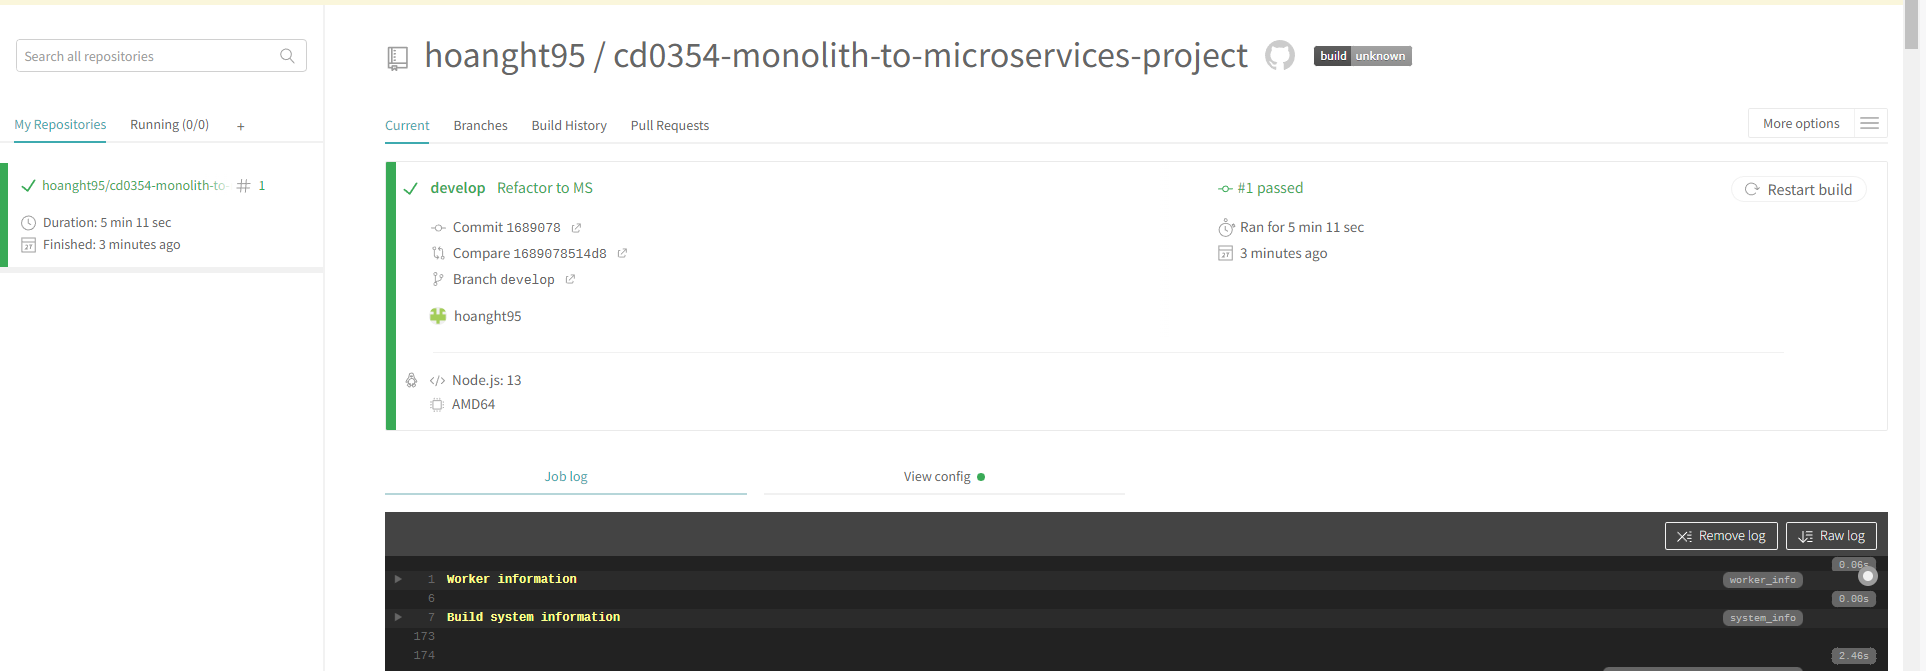 Search all repositories
My Repositories
Running (0/0)
+
hoanght95/cd0354-monolith-to-
# 1
Duration: 5 min 11 sec
27
Finished: 3 minutes ago
hoanght95 / cd0354-monolith-to-microservices-project
build unknown
Current
Branches
Build History
Pull Requests
More options
develop Refactor to MS
Commit 1689078
Compare 1689078514d8
Branch develop
hoanght95
#1 passed
Ran for 5 min 11 sec
27
3 minutes ago
Restart build
</> Node.js: 13
AMD64
Job log
View config
Remove log
Raw log
0.06s
1 Worker information worker_info
6 0.00s
7 Build system information system_info
173
174 2.46s